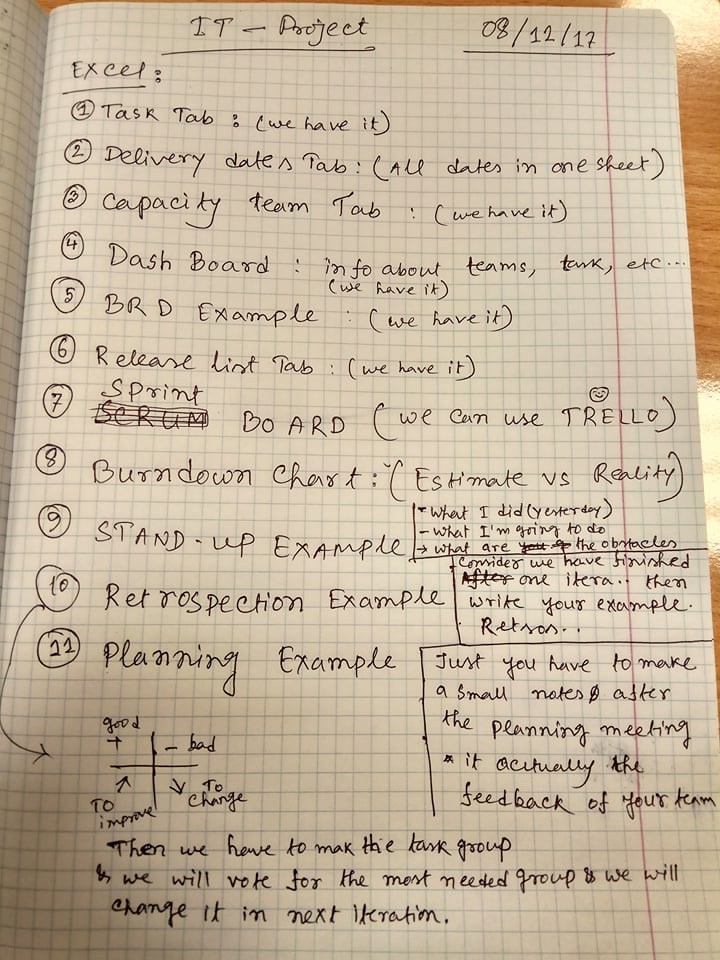 IT - Project 08/12/17
Excel:
① Task Tab : (we have it)
② Delivery dates Tab : (All dates in one sheet)
③ Capacity team Tab : (we have it)
④ Dash Board : info about teams, task, etc...
(we have it)
⑤ BRD Example : (we have it)
⑥ Release list Tab : (we have it)
⑦ Sprint
SCRUM BOARD (we can use TRELLO)
⑧ Burndown Chart : (Estimate vs Reality)
⑨ STAND-UP EXAMPLE
- What I did (yesterday)
- what I'm going to do
→ what are the obstacles
⑩ Retrospection Example
Consider we have finished
After one itera.. then
write your example.
Retros..
⑪ Planning Example
Just you have to make
a small notes after
the planning meeting
* it acitually the
feedback of your team
good
+ - bad
↗ TO improve
↘ TO change
Then we have to mak the task group
& we will vote for the most needed group & we will
change it in next iteration.